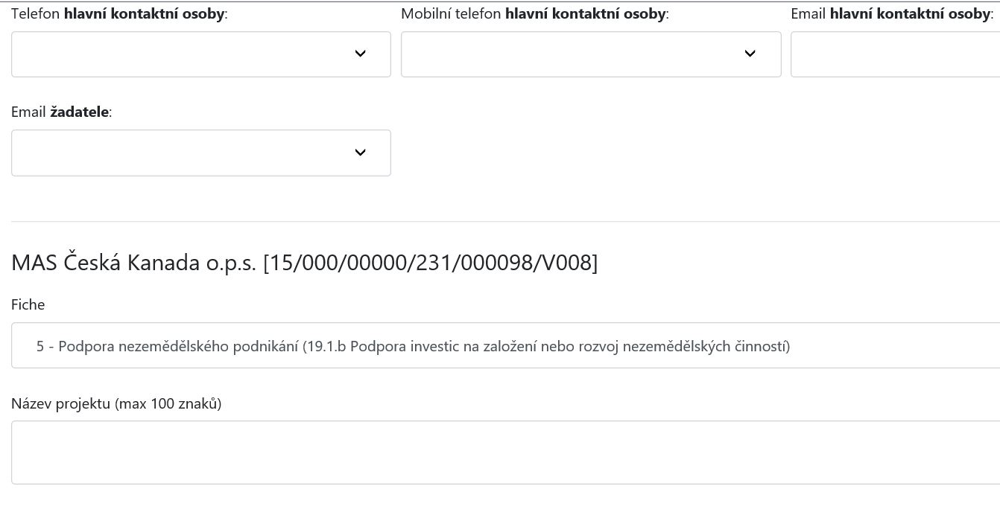 Telefon hlavní kontaktní osoby: Mobilní telefon hlavní kontaktní osoby: Email hlavní kontaktní osoby:
Email žadatele:
MAS Česká Kanada o.p.s. [15/000/00000/231/000098/V008]
Fiche
5 - Podpora nezemědělského podnikání (19.1.b Podpora investic na založení nebo rozvoj nezemědělských činností)
Název projektu (max 100 znaků)